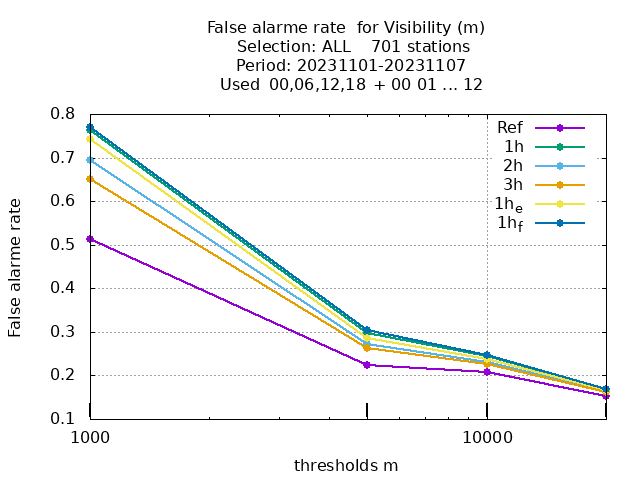 False alarme rate  for Visibility (m)
Selection: ALL    701 stations
Period: 20231101-20231107
Used  00,06,12,18  + 00 01 ... 12
0.8
0.7
0.6
0.5
0.4
0.3
0.2
0.1
False alarme rate
Ref
1h
2h
3h
1h_e
1h_f
1000
10000
thresholds m